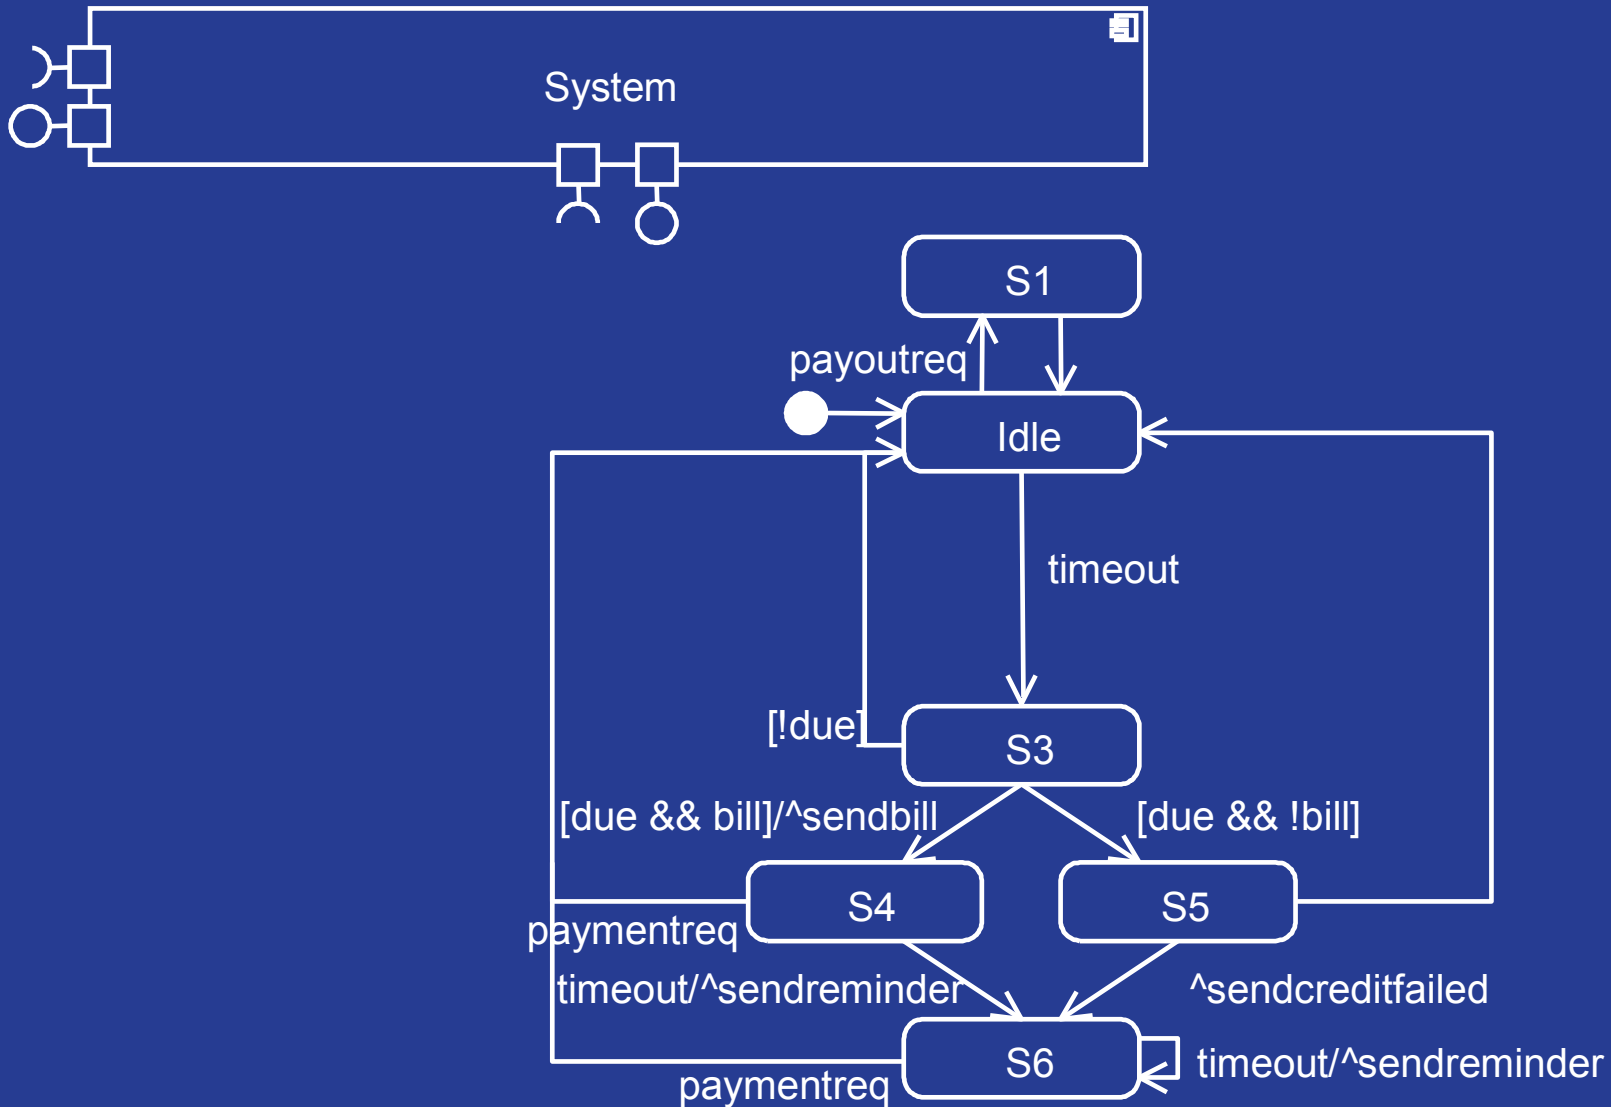 System
S1
payoutreq
Idle
timeout
[!due]
S3
[due && bill]/^sendbill
[due && !bill]
S4
S5
paymentreq
timeout/^sendreminder
^sendcreditfailed
S6
timeout/^sendreminder
paymentreq